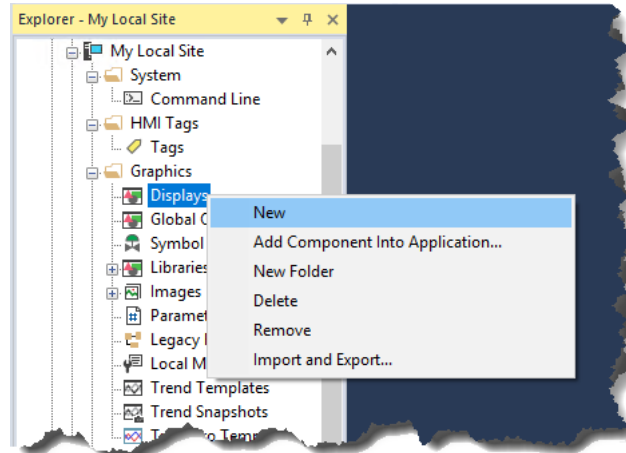 Explorer - My Local Site
My Local Site
System
Command Line
HMI Tags
Tags
Graphics
Displays
Global
Symbol
Libraries
Images
Legacy
Local
Trend Templates
Trend Snapshots
New
Add Component Into Application...
New Folder
Delete
Remove
Import and Export...